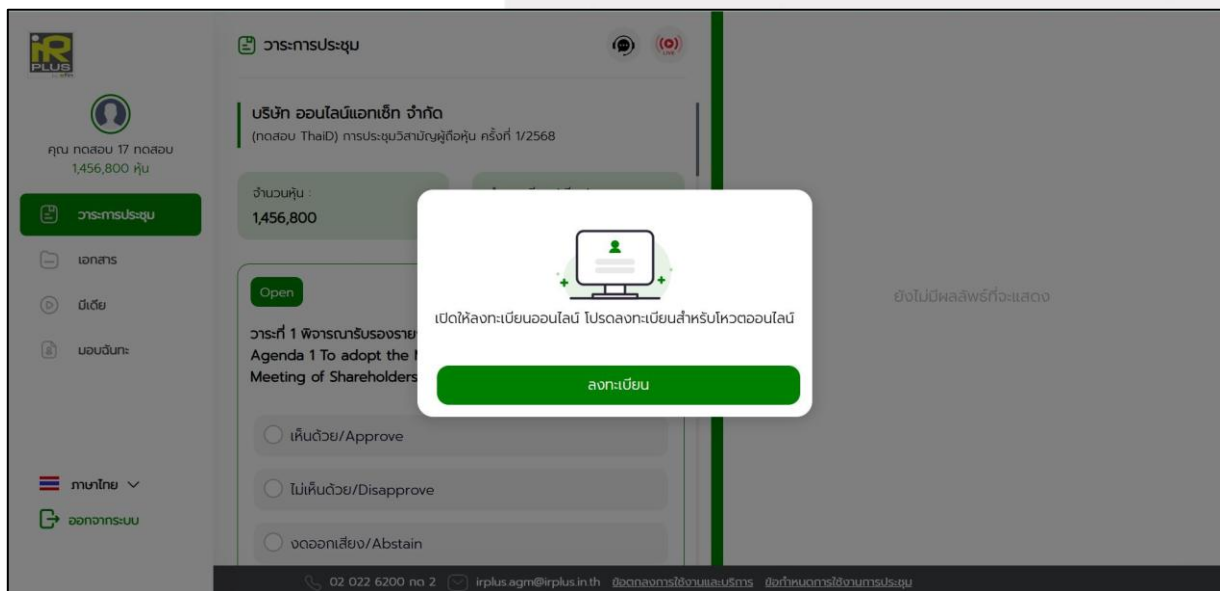 iR
PLUS
คุณ ทดสอบ 17 ทดสอบ
1,456,800 หุ้น
วาระการประชุม
เอกสาร
มีเดีย
มอบฉันทะ
ภาษาไทย
ออกจากระบบ
วาระการประชุม
LIVE
บริษัท ออนไลน์แอทเซ็ท จำกัด
(ทดสอบ ThaiD) การประชุมวิสามัญผู้ถือหุ้น ครั้งที่ 1/2568
จำนวนหุ้น :
1,456,800
Open
วาระที่ 1 พิจารณารับรองราย
Agenda 1 To adopt the
Meeting of Shareholders
เห็นด้วย/Approve
ไม่เห็นด้วย/Disapprove
งดออกเสียง/Abstain
เปิดให้ลงทะเบียนออนไลน์ โปรดลงทะเบียนสำหรับโหวตออนไลน์
ลงทะเบียน
ยังไม่มีผลลัพธ์ที่จะแสดง
02 022 6200 กด 2 irplus.agm@irplus.in.th ข้อตกลงการใช้งานและบริการ ข้อกำหนดการใช้งานการประชุม